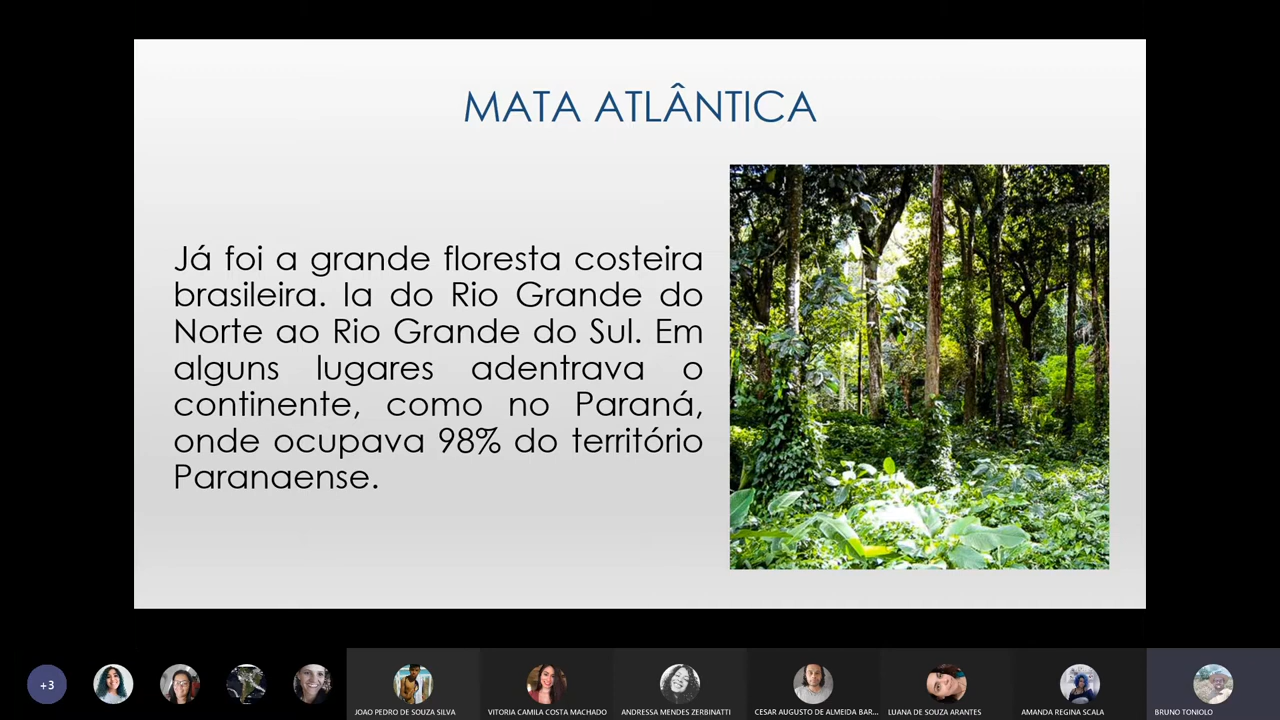 MATA ATLÂNTICA
Já foi a grande floresta costeira
brasileira. Ia do Rio Grande do
Norte ao Rio Grande do Sul. Em
alguns lugares adentrava o
continente, como no Paraná,
onde ocupava 98% do território
Paranaense.
+3
JOAO PEDRO DE SOUZA SILVA
VITORIA CAMILA COSTA MACHADO
ANDRESSA MENDES ZERBINATTI
CESAR AUGUSTO DE ALMEIDA BAR...
LUANA DE SOUZA ARANTES
AMANDA REGINA SCALA
BRUNO TONIOLO